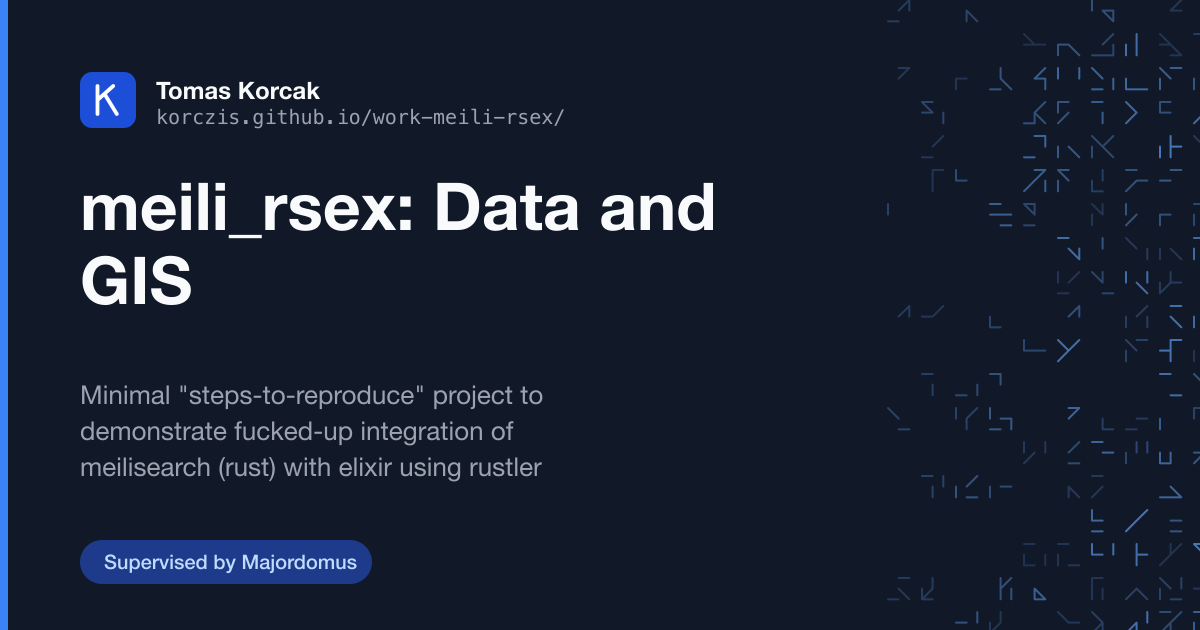 K
Tomas Korcak
korczis.github.io/work-meili-rsex/
meili_rsex: Data and
GIS
Minimal "steps-to-reproduce" project to
demonstrate fucked-up integration of
meilisearch (rust) with elixir using rustler
Supervised by Majordomus